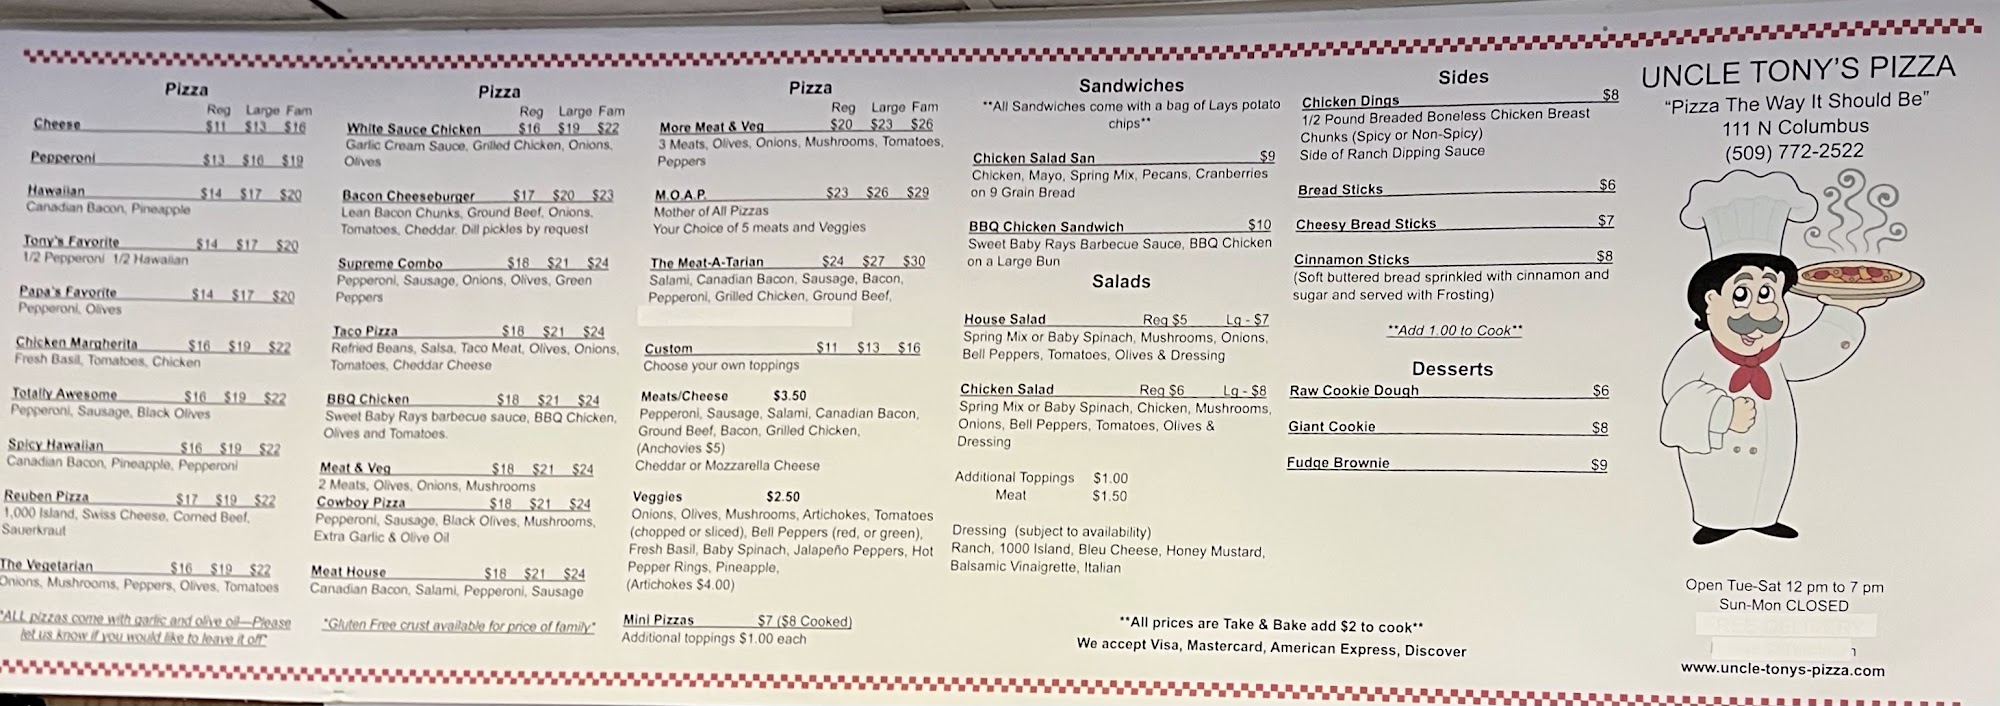 Pizza
Reg Large Fam
Cheese $11 $13 $16
Pepperoni $13 $16 $19
Hawaiian $14 $17 $20
Canadian Bacon, Pineapple
Tony's Favorite $14 $17 $20
1/2 Pepperoni 1/2 Hawaiian
Papa's Favorite $14 $17 $20
Pepperoni, Olives
Chicken Margherita $16 $19 $22
Fresh Basil, Tomatoes, Chicken
Totally Awesome $16 $19 $22
Pepperoni, Sausage, Black Olives
Spicy Hawaiian $16 $19 $22
Canadian Bacon, Pineapple, Pepperoni
Reuben Pizza $17 $19 $22
1,000 Island, Swiss Cheese, Corned Beef,
Sauerkraut
The Vegetarian $16 $19 $22
Onions, Mushrooms, Peppers, Olives, Tomatoes
*ALL pizzas come with garlic and olive oil—Please
let us know if you would like to leave it off*
Pizza
Reg Large Fam
White Sauce Chicken $16 $19 $22
Garlic Cream Sauce, Grilled Chicken, Onions,
Olives
Bacon Cheeseburger $17 $20 $23
Lean Bacon Chunks, Ground Beef, Onions,
Tomatoes, Cheddar. Dill pickles by request
Supreme Combo $18 $21 $24
Pepperoni, Sausage, Onions, Olives, Green
Peppers
Taco Pizza $18 $21 $24
Refried Beans, Salsa, Taco Meat, Olives, Onions,
Tomatoes, Cheddar Cheese
BBQ Chicken $18 $21 $24
Sweet Baby Rays barbecue sauce, BBQ Chicken,
Olives and Tomatoes.
Meat & Veg $18 $21 $24
2 Meats, Olives, Onions, Mushrooms
Cowboy Pizza $18 $21 $24
Pepperoni, Sausage, Black Olives, Mushrooms,
Extra Garlic & Olive Oil
Meat House $18 $21 $24
Canadian Bacon, Salami, Pepperoni, Sausage
*Gluten Free crust available for price of family*
Pizza
Reg Large Fam
More Meat & Veg $20 $23 $26
3 Meats, Olives, Onions, Mushrooms, Tomatoes,
Peppers
M.O.A.P. $23 $26 $29
Mother of All Pizzas
Your Choice of 5 meats and Veggies
The Meat-A-Tarian $24 $27 $30
Salami, Canadian Bacon, Sausage, Bacon,
Pepperoni, Grilled Chicken, Ground Beef,
Custom $11 $13 $16
Choose your own toppings
Meats/Cheese $3.50
Pepperoni, Sausage, Salami, Canadian Bacon,
Ground Beef, Bacon, Grilled Chicken,
(Anchovies $5)
Cheddar or Mozzarella Cheese
Veggies $2.50
Onions, Olives, Mushrooms, Artichokes, Tomatoes
(chopped or sliced), Bell Peppers (red, or green),
Fresh Basil, Baby Spinach, Jalapeño Peppers, Hot
Pepper Rings, Pineapple,
(Artichokes $4.00)
Mini Pizzas $7 ($8 Cooked)
Additional toppings $1.00 each
Sandwiches
**All Sandwiches come with a bag of Lays potato
chips**
Chicken Salad San $9
Chicken, Mayo, Spring Mix, Pecans, Cranberries
on 9 Grain Bread
BBQ Chicken Sandwich $10
Sweet Baby Rays Barbecue Sauce, BBQ Chicken
on a Large Bun
Salads
House Salad Reg $5 Lg - $7
Spring Mix or Baby Spinach, Mushrooms, Onions,
Bell Peppers, Tomatoes, Olives & Dressing
Chicken Salad Reg $6 Lg - $8
Spring Mix or Baby Spinach, Chicken, Mushrooms,
Onions, Bell Peppers, Tomatoes, Olives &
Dressing
Additional Toppings $1.00
Meat $1.50
Dressing (subject to availability)
Ranch, 1000 Island, Bleu Cheese, Honey Mustard,
Balsamic Vinaigrette, Italian
Sides
Chicken Dings $8
1/2 Pound Breaded Boneless Chicken Breast
Chunks (Spicy or Non-Spicy)
Side of Ranch Dipping Sauce
Bread Sticks $6
Cheesy Bread Sticks $7
Cinnamon Sticks $8
(Soft buttered bread sprinkled with cinnamon and
sugar and served with Frosting)
**Add 1.00 to Cook**
Desserts
Raw Cookie Dough $6
Giant Cookie $8
Fudge Brownie $9
**All prices are Take & Bake add $2 to cook**
We accept Visa, Mastercard, American Express, Discover
UNCLE TONY'S PIZZA
"Pizza The Way It Should Be"
111 N Columbus
(509) 772-2522
Open Tue-Sat 12 pm to 7 pm
Sun-Mon CLOSED
www.uncle-tonys-pizza.com